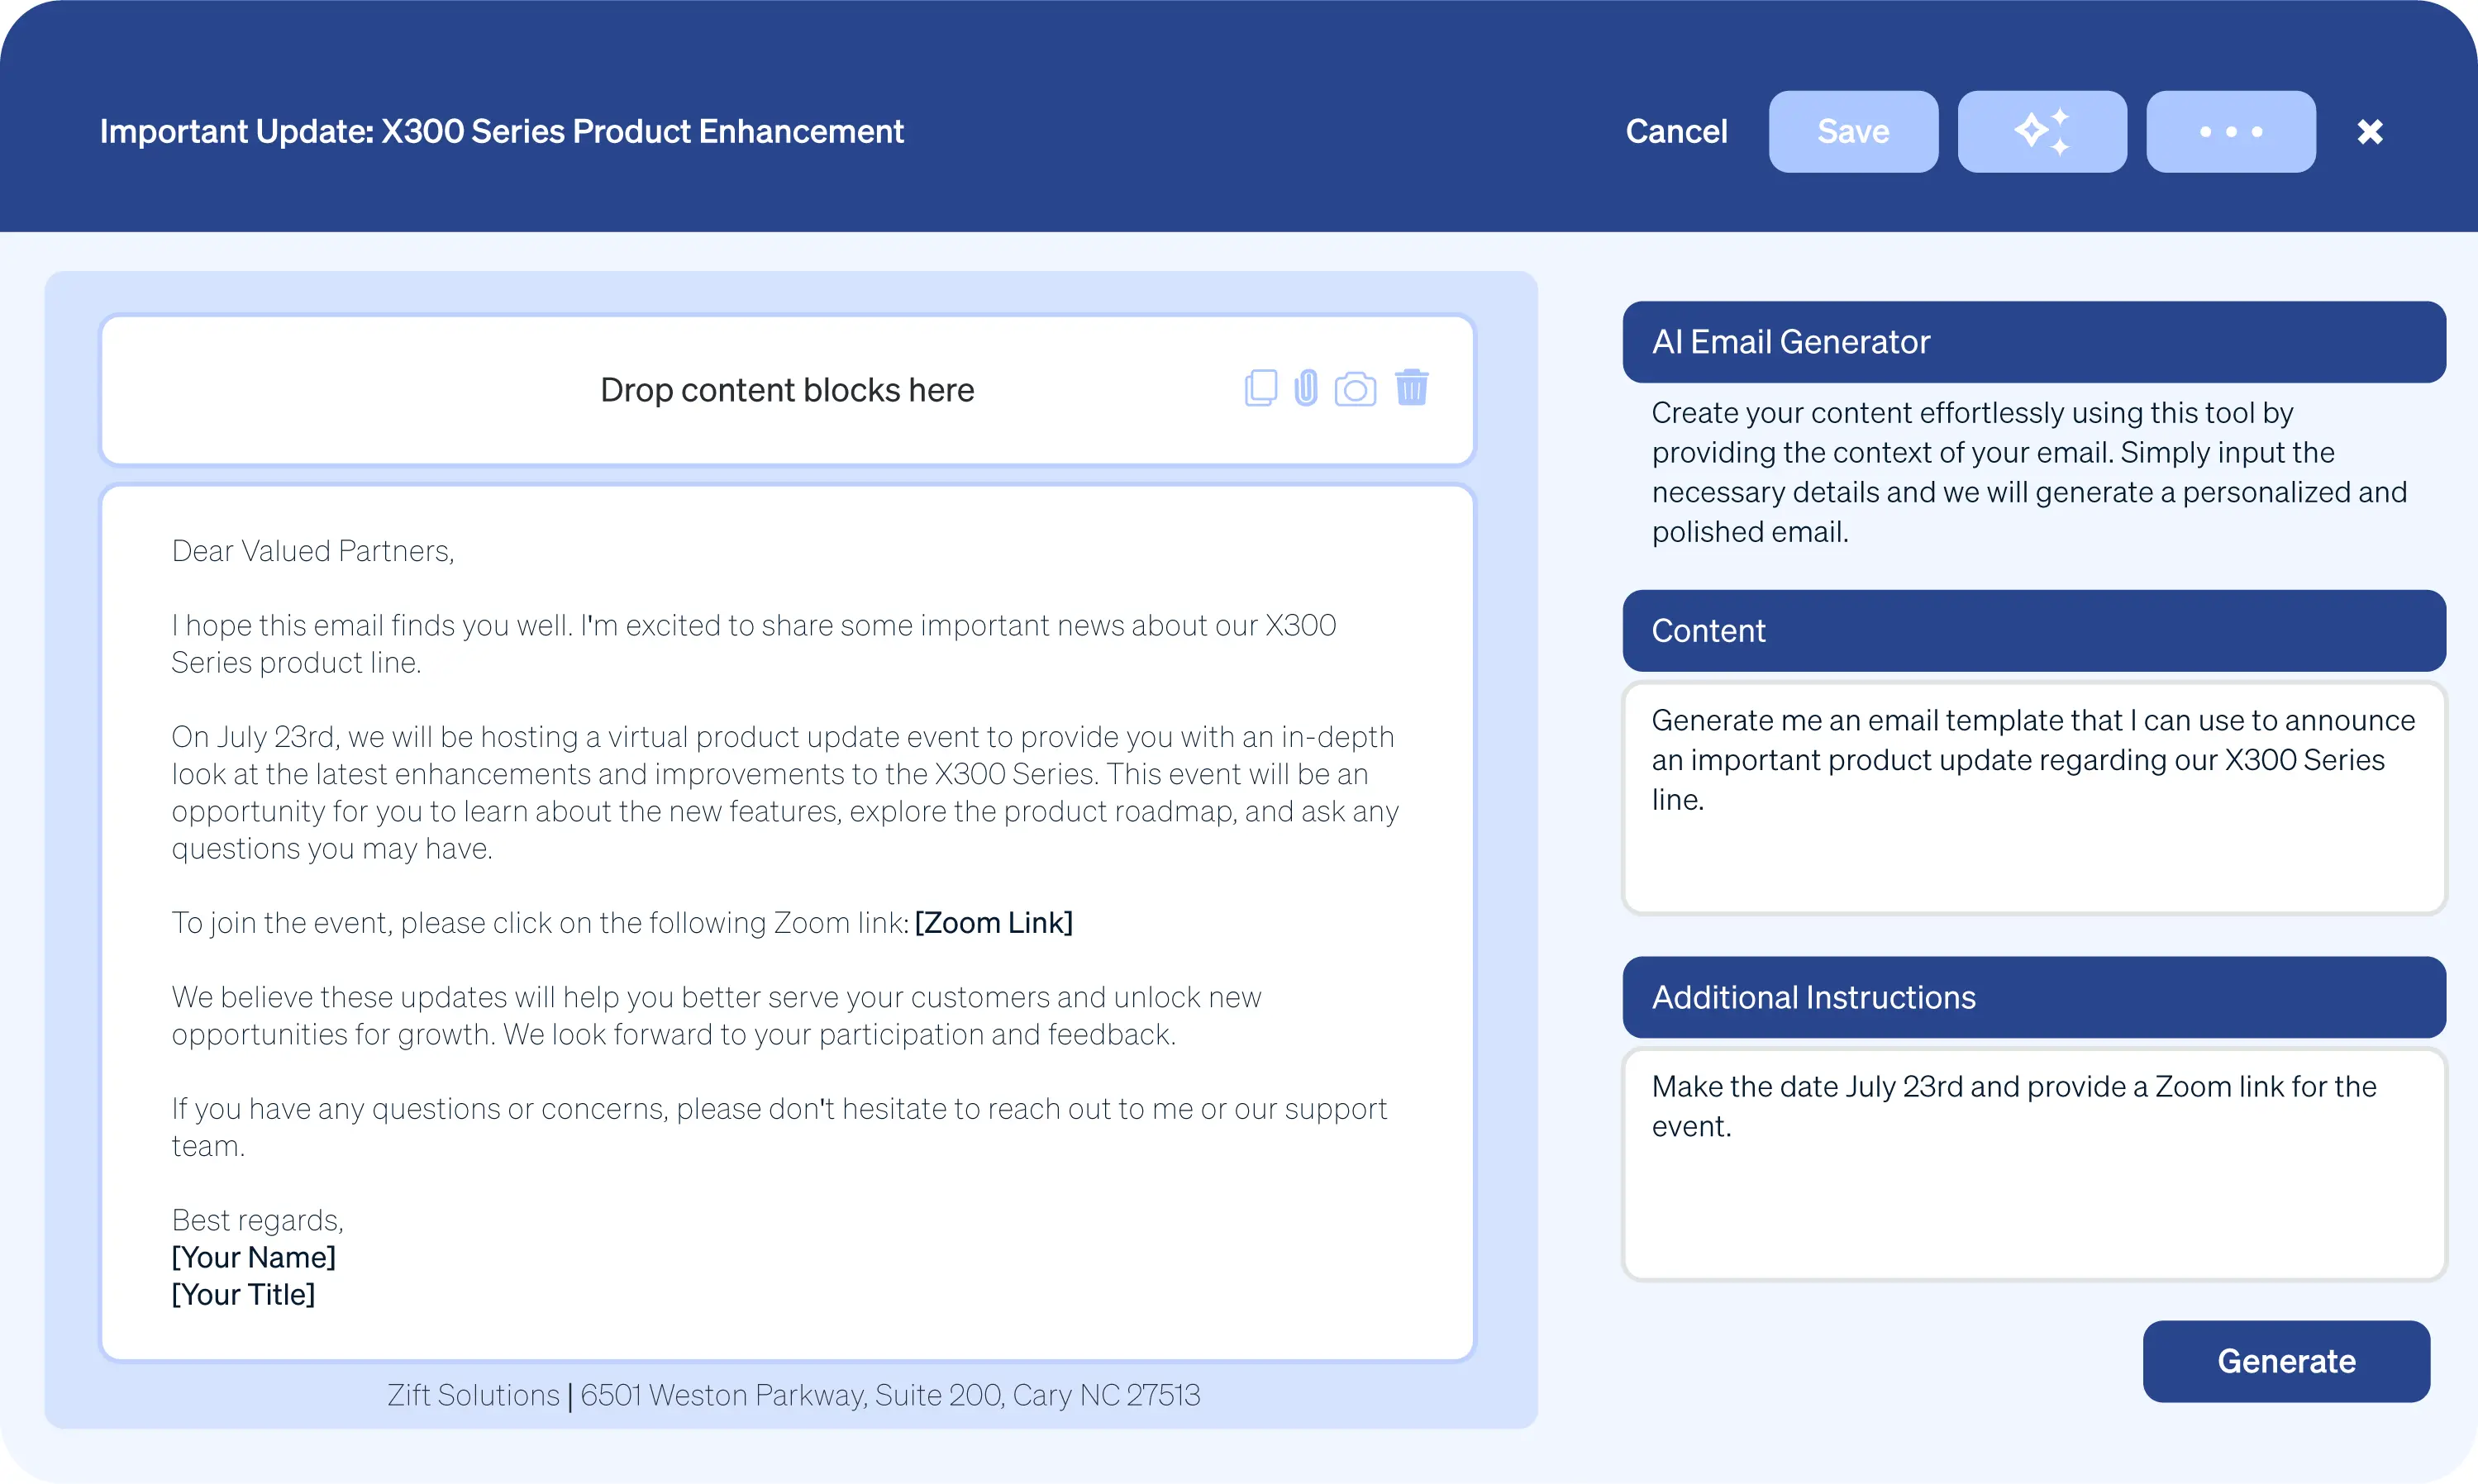 Important Update: X300 Series Product Enhancement
Cancel
Save
Drop content blocks here
Dear Valued Partners,
I hope this email finds you well. I'm excited to share some important news about our X300
Series product line.
On July 23rd, we will be hosting a virtual product update event to provide you with an in-depth
look at the latest enhancements and improvements to the X300 Series. This event will be an
opportunity for you to learn about the new features, explore the product roadmap, and ask any
questions you may have.
To join the event, please click on the following Zoom link: [Zoom Link]
We believe these updates will help you better serve your customers and unlock new
opportunities for growth. We look forward to your participation and feedback.
If you have any questions or concerns, please don't hesitate to reach out to me or our support
team.
Best regards,
[Your Name]
[Your Title]
Zift Solutions | 6501 Weston Parkway, Suite 200, Cary NC 27513
AI Email Generator
Create your content effortlessly using this tool by
providing the context of your email. Simply input the
necessary details and we will generate a personalized and
polished email.
Content
Generate me an email template that I can use to announce
an important product update regarding our X300 Series
line.
Additional Instructions
Make the date July 23rd and provide a Zoom link for the
event.
Generate